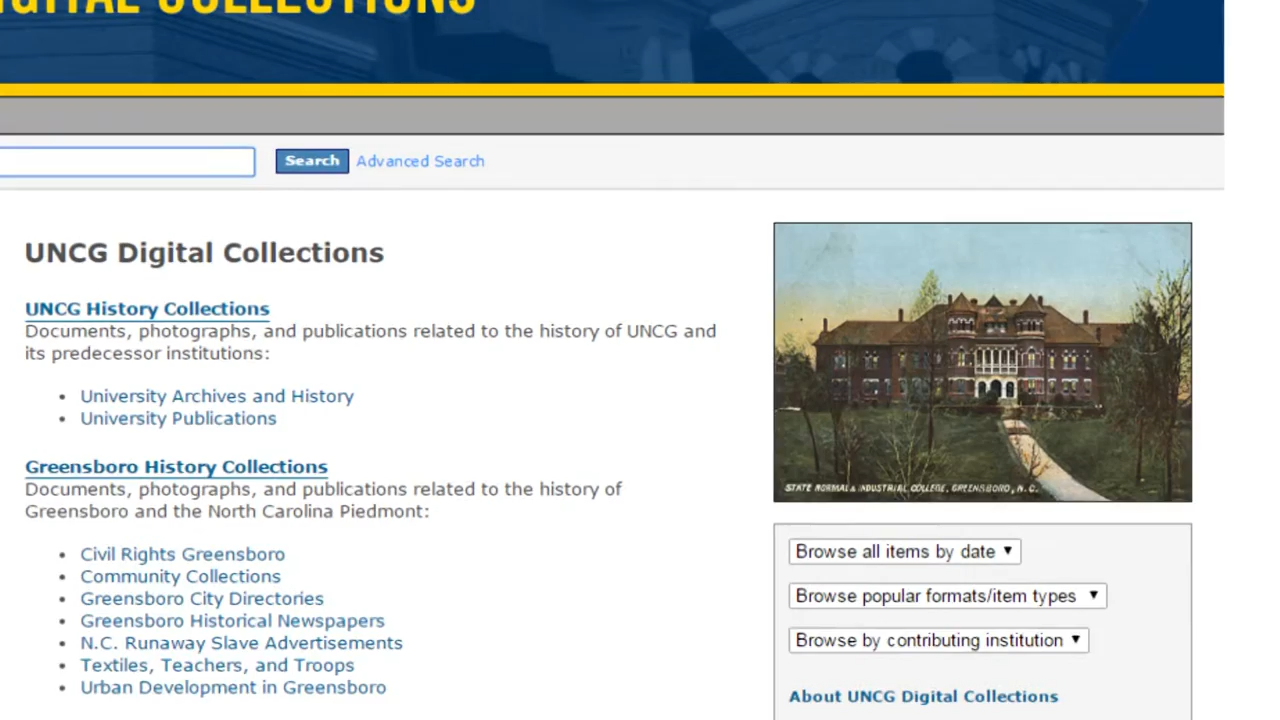 DIGITAL COLLECTIONS
Search Advanced Search
UNCG Digital Collections
UNCG History Collections
Documents, photographs, and publications related to the history of UNCG and
its predecessor institutions:
• University Archives and History
• University Publications
Greensboro History Collections
Documents, photographs, and publications related to the history of
Greensboro and the North Carolina Piedmont:
• Civil Rights Greensboro
• Community Collections
• Greensboro City Directories
• Greensboro Historical Newspapers
• N.C. Runaway Slave Advertisements
• Textiles, Teachers, and Troops
• Urban Development in Greensboro
STATE NORMAL & INDUSTRIAL COLLEGE, GREENSBORO, N.C.
Browse all items by date ▼
Browse popular formats/item types ▼
Browse by contributing institution ▼
About UNCG Digital Collections